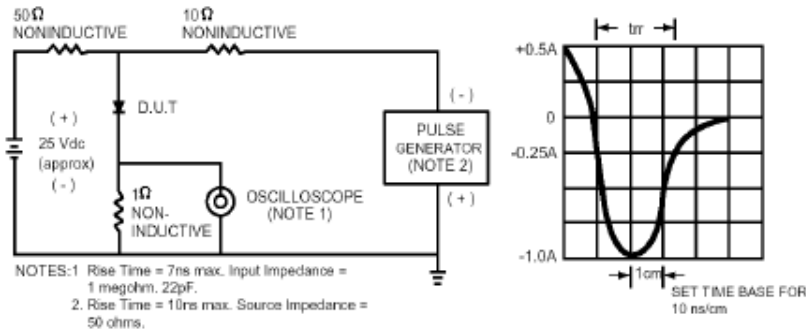 50Ω
NONINDUCTIVE
10Ω
NONINDUCTIVE
D.U.T
( + )
25 Vdc
(approx)
( - )
1Ω
NON-
INDUCTIVE
OSCILLOSCOPE
(NOTE 1)
( - )
PULSE
GENERATOR
(NOTE 2)
( + )
NOTES:1 Rise Time = 7ns max. Input Impedance =
1 megohm. 22pF.
2. Rise Time = 10ns max. Source Impedance =
50 ohms.
trr
+0.5A
0
-0.25A
-1.0A
1cm
SET TIME BASE FOR
10 ns/cm